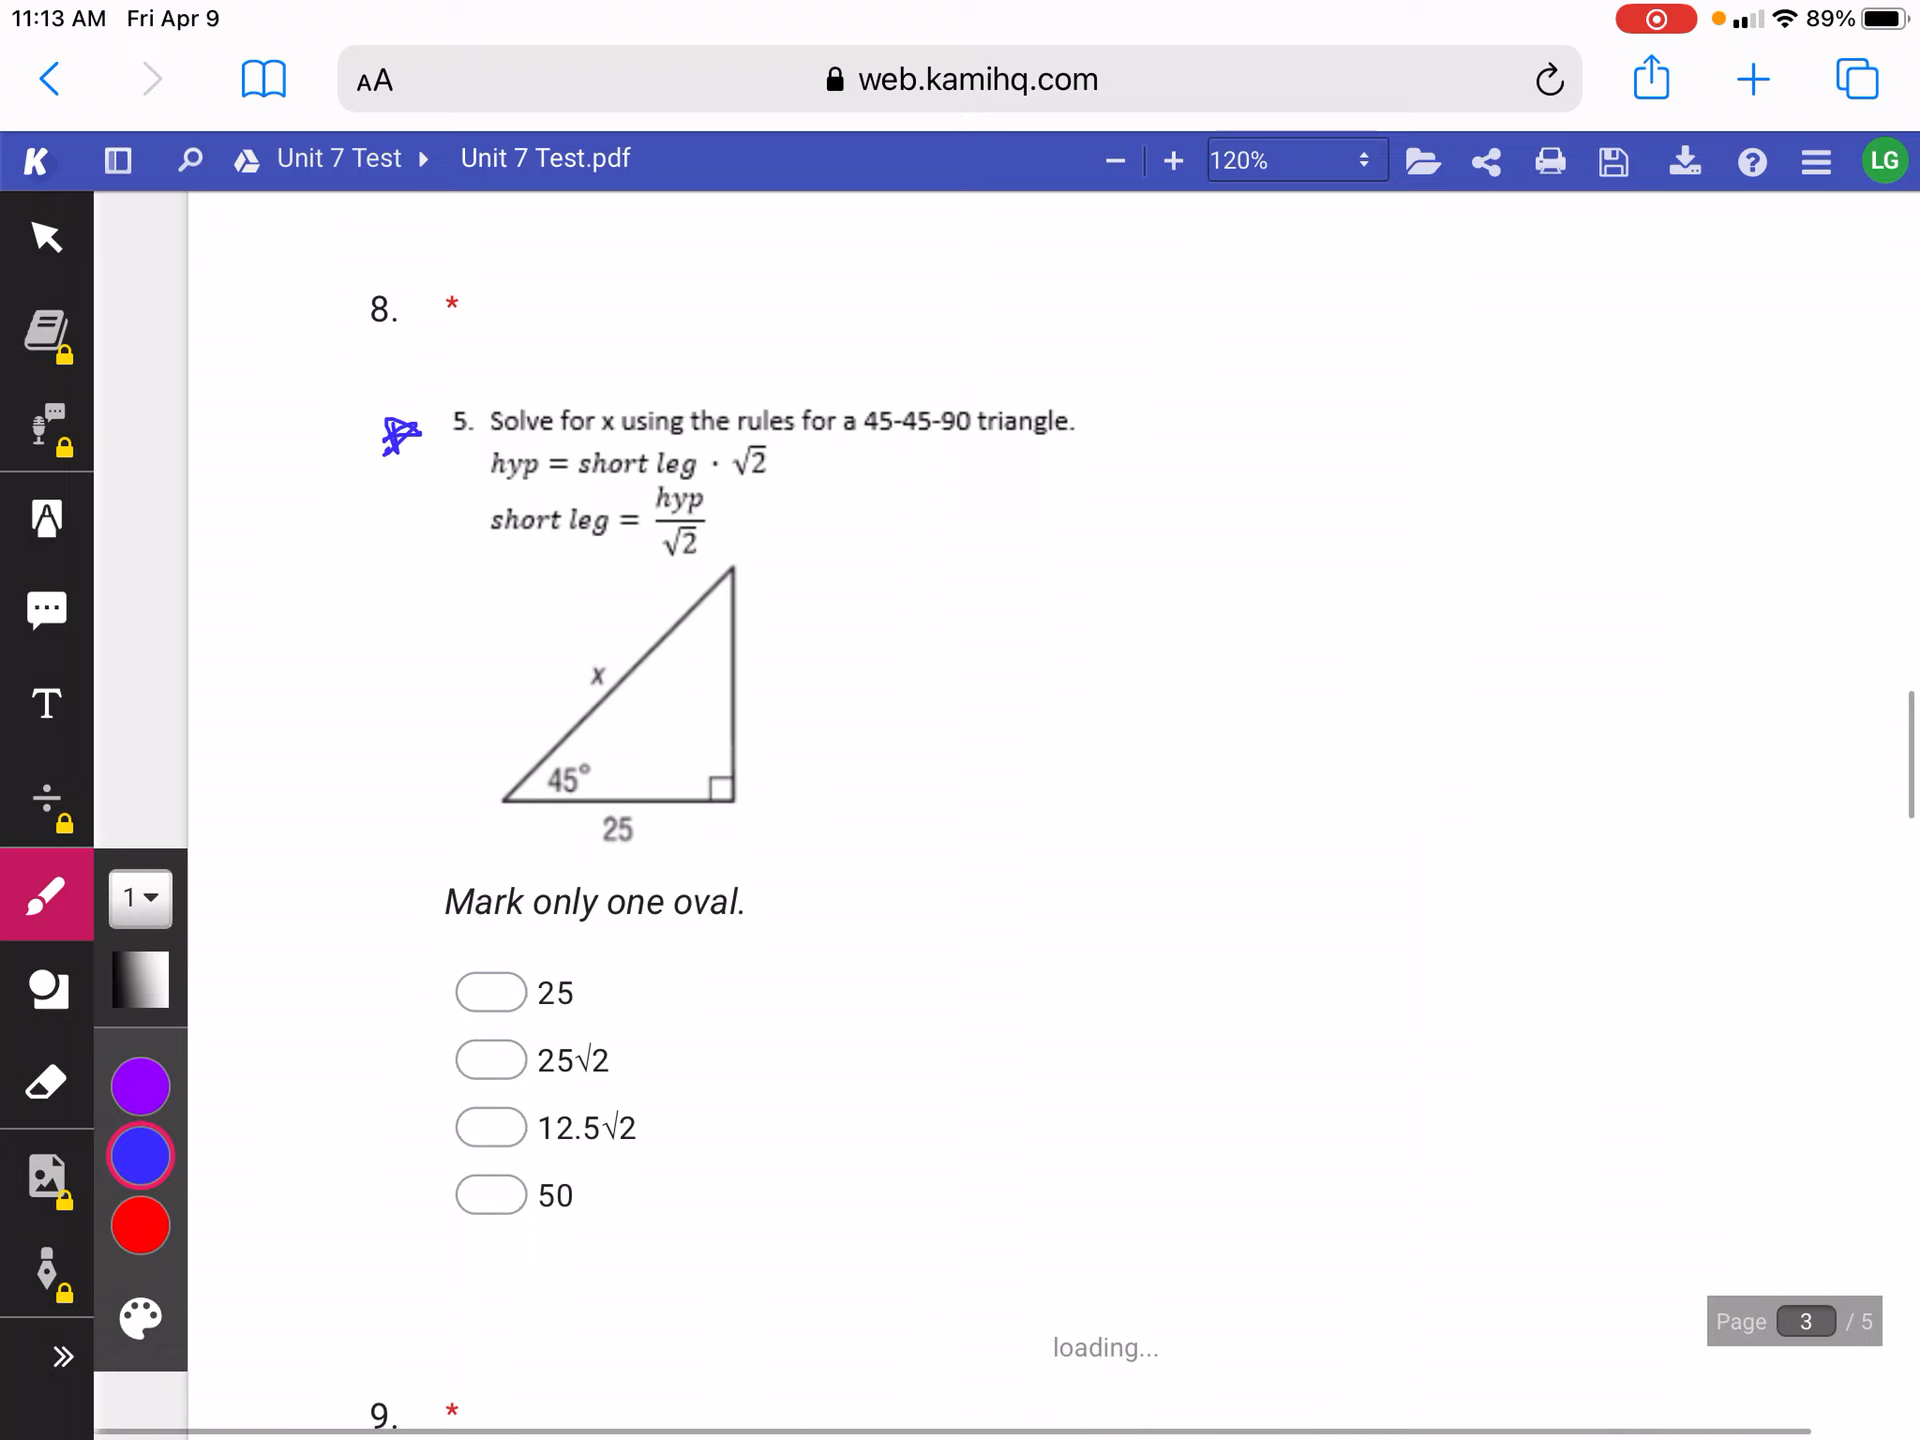 11:13 AM Fri Apr 9
89%
AA web.kamihq.com
K Unit 7 Test Unit 7 Test.pdf
120%
LG
8. *
5. Solve for x using the rules for a 45-45-90 triangle.
hyp = short leg · √2
short leg = hyp/√2
x
45°
25
Mark only one oval.
25
25√2
12.5√2
50
T
1
Page 3 / 5
loading...
9. *